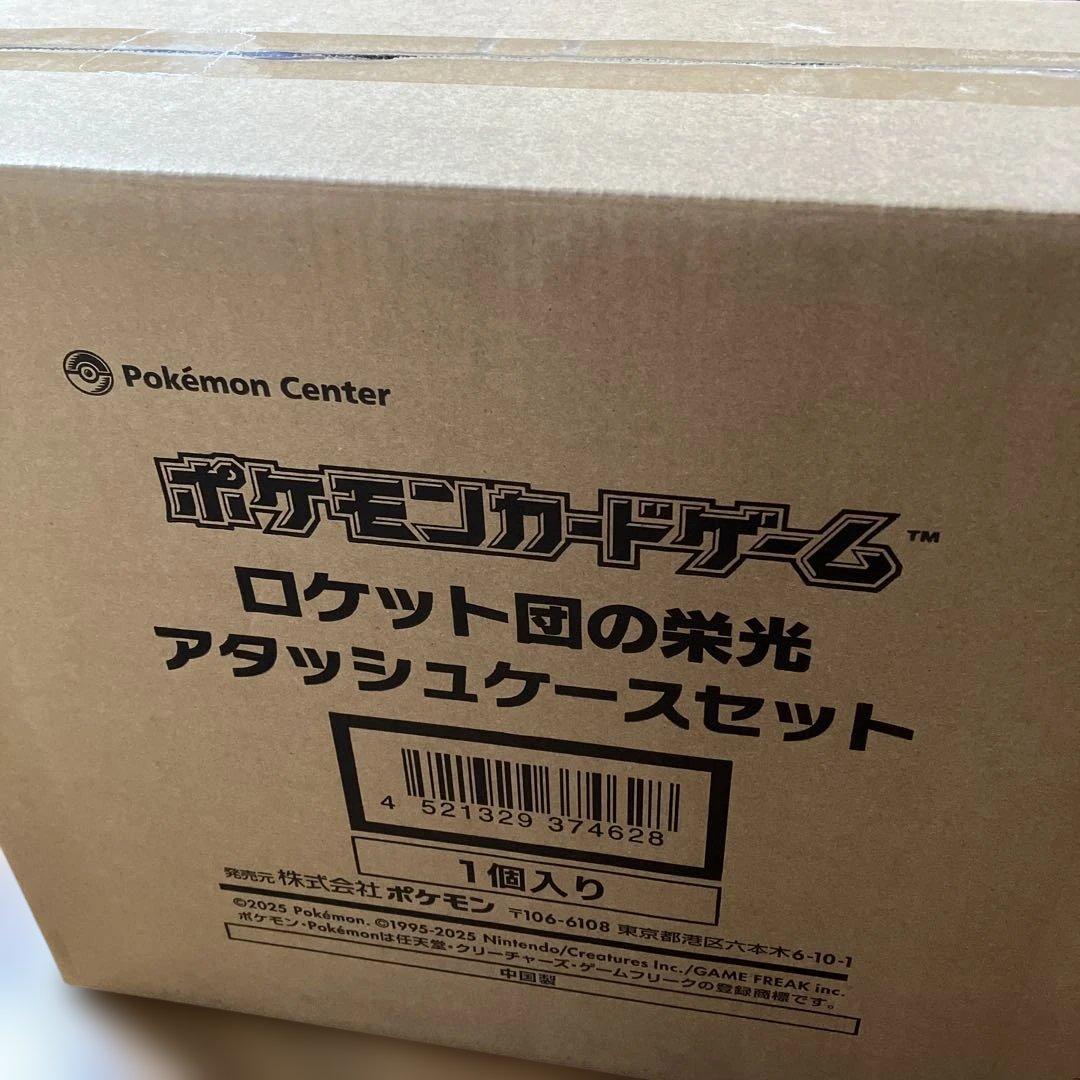 Pokémon Center
ポケモンカードゲーム™
ロケット団の栄光
アタッシュケースセット
4 521329 374628
1個入り
発売元 株式会社 ポケモン 〒106-6108 東京都港区六本木6-10-1
©2025 Pokémon. ©1995-2025 Nintendo/Creatures Inc./GAME FREAK inc.
ポケモン・Pokémonは任天堂・クリーチャーズ・ゲームフリークの登録商標です。
中国製